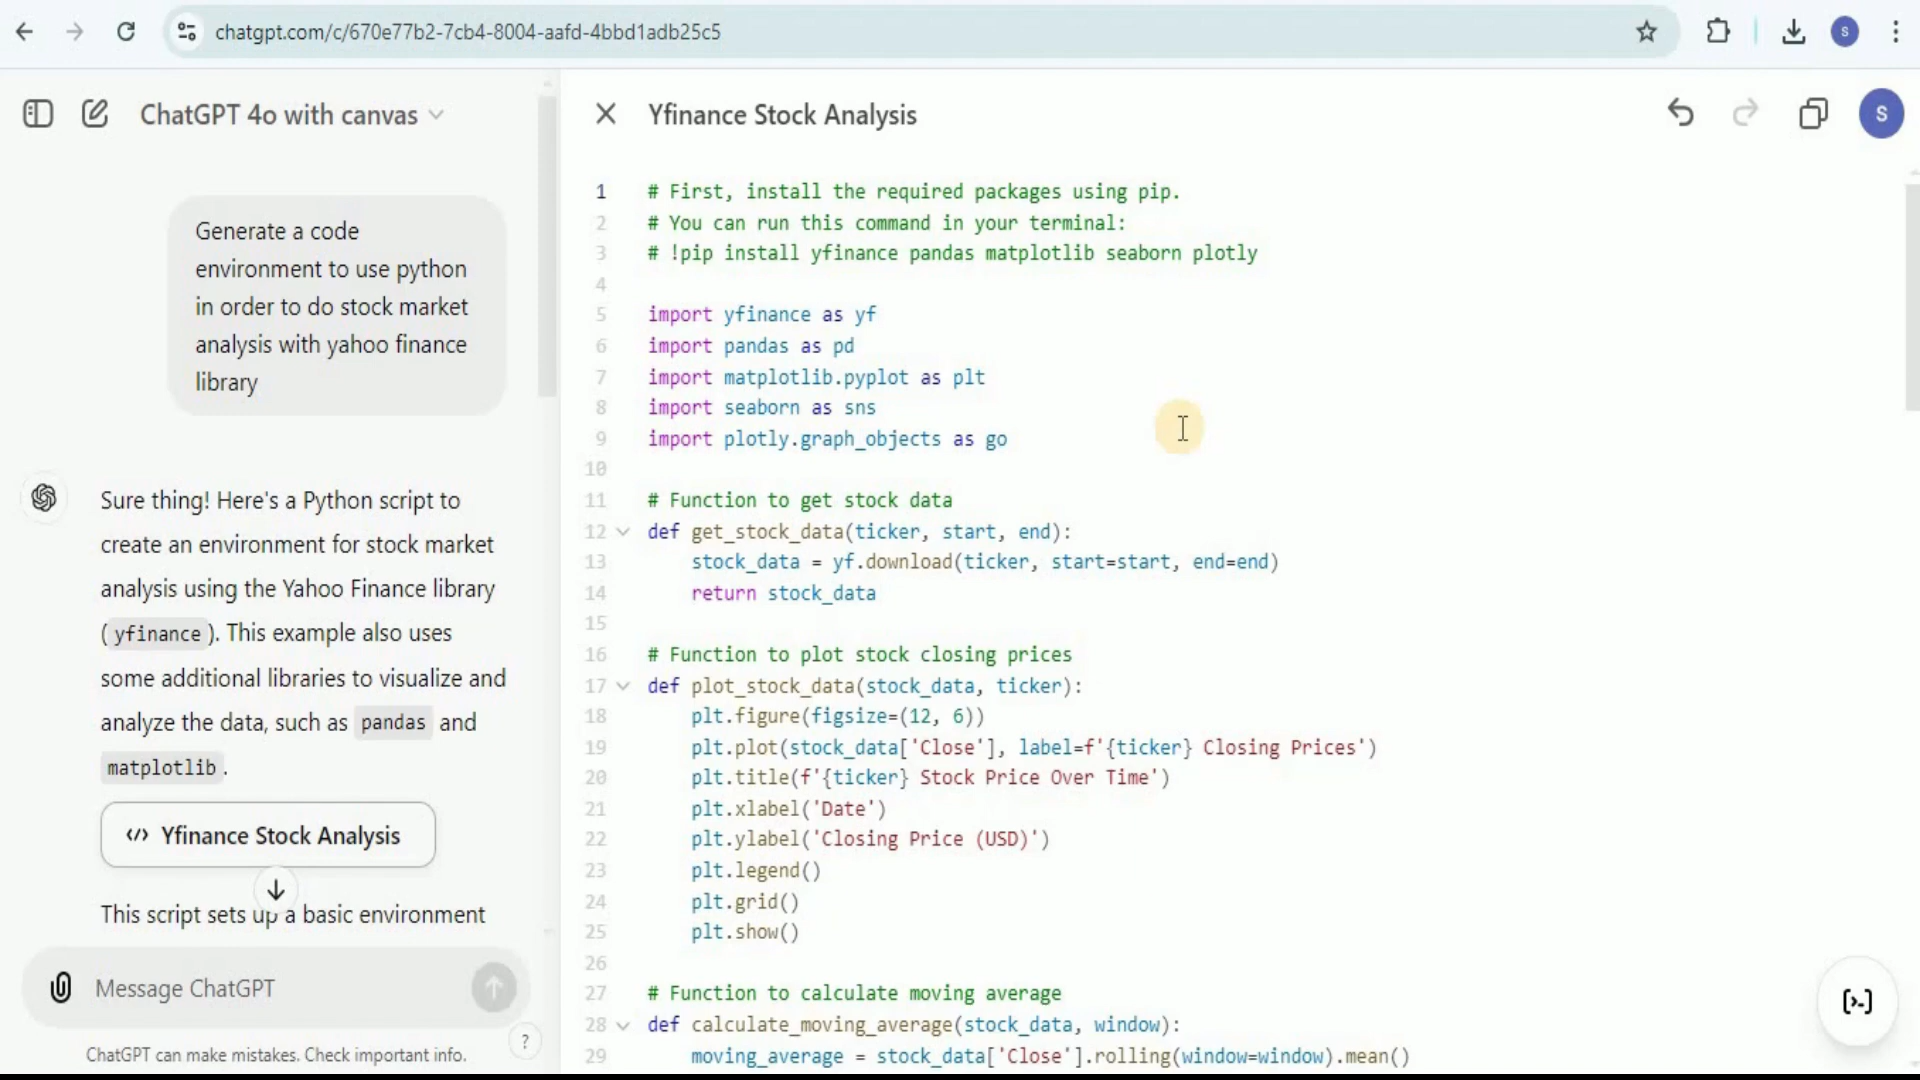 chatgpt.com/c/670e77b2-7cb4-8004-aafd-4bbd1adb25c5
S
ChatGPT 4o with canvas
Generate a code
environment to use python
in order to do stock market
analysis with yahoo finance
library
Sure thing! Here's a Python script to
create an environment for stock market
analysis using the Yahoo Finance library
( yfinance ). This example also uses
some additional libraries to visualize and
analyze the data, such as pandas and
matplotlib .
</> Yfinance Stock Analysis
This script sets up a basic environment
Message ChatGPT
?
ChatGPT can make mistakes. Check important info.
Yfinance Stock Analysis
S
1 # First, install the required packages using pip.
2 # You can run this command in your terminal:
3 # !pip install yfinance pandas matplotlib seaborn plotly
4
5 import yfinance as yf
6 import pandas as pd
7 import matplotlib.pyplot as plt
8 import seaborn as sns
9 import plotly.graph_objects as go
10
11 # Function to get stock data
12 def get_stock_data(ticker, start, end):
13     stock_data = yf.download(ticker, start=start, end=end)
14     return stock_data
15
16 # Function to plot stock closing prices
17 def plot_stock_data(stock_data, ticker):
18     plt.figure(figsize=(12, 6))
19     plt.plot(stock_data['Close'], label=f'{ticker} Closing Prices')
20     plt.title(f'{ticker} Stock Price Over Time')
21     plt.xlabel('Date')
22     plt.ylabel('Closing Price (USD)')
23     plt.legend()
24     plt.grid()
25     plt.show()
26
27 # Function to calculate moving average
28 def calculate_moving_average(stock_data, window):
29     moving_average = stock_data['Close'].rolling(window=window).mean()